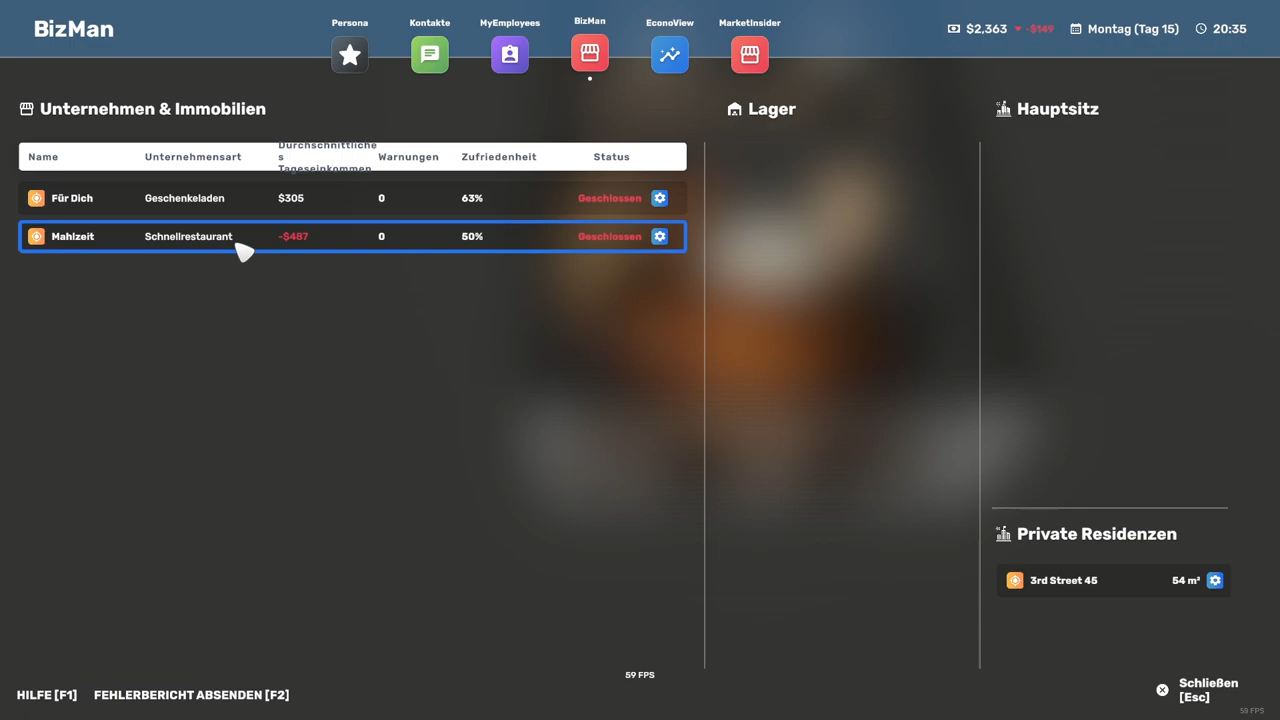 BizMan
Persona
Kontakte
MyEmployees
BizMan
EconoView
MarketInsider
$2,363 -$149
Montag (Tag 15)
20:35
Unternehmen & Immobilien
Lager
Hauptsitz
Name
Unternehmensart
Durchschnittliche
s
Tageseinkommen
Warnungen
Zufriedenheit
Status
Für Dich Geschenkeladen $305 0 63% Geschlossen
Mahlzeit Schnellrestaurant -$487 0 50% Geschlossen
Private Residenzen
3rd Street 45 54 m²
59 FPS
HILFE [F1] FEHLERBERICHT ABSENDEN [F2]
Schließen
[Esc]
59 FPS